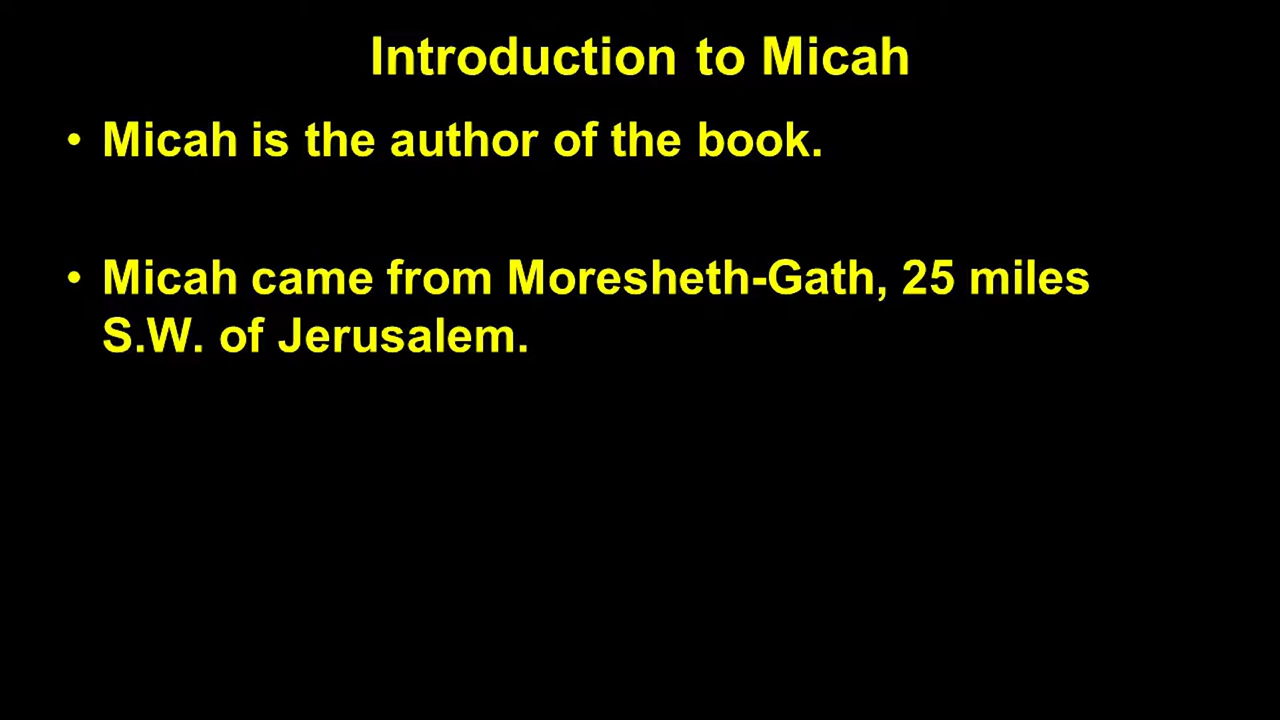 Introduction to Micah
• Micah is the author of the book.
• Micah came from Moresheth-Gath, 25 miles
S.W. of Jerusalem.